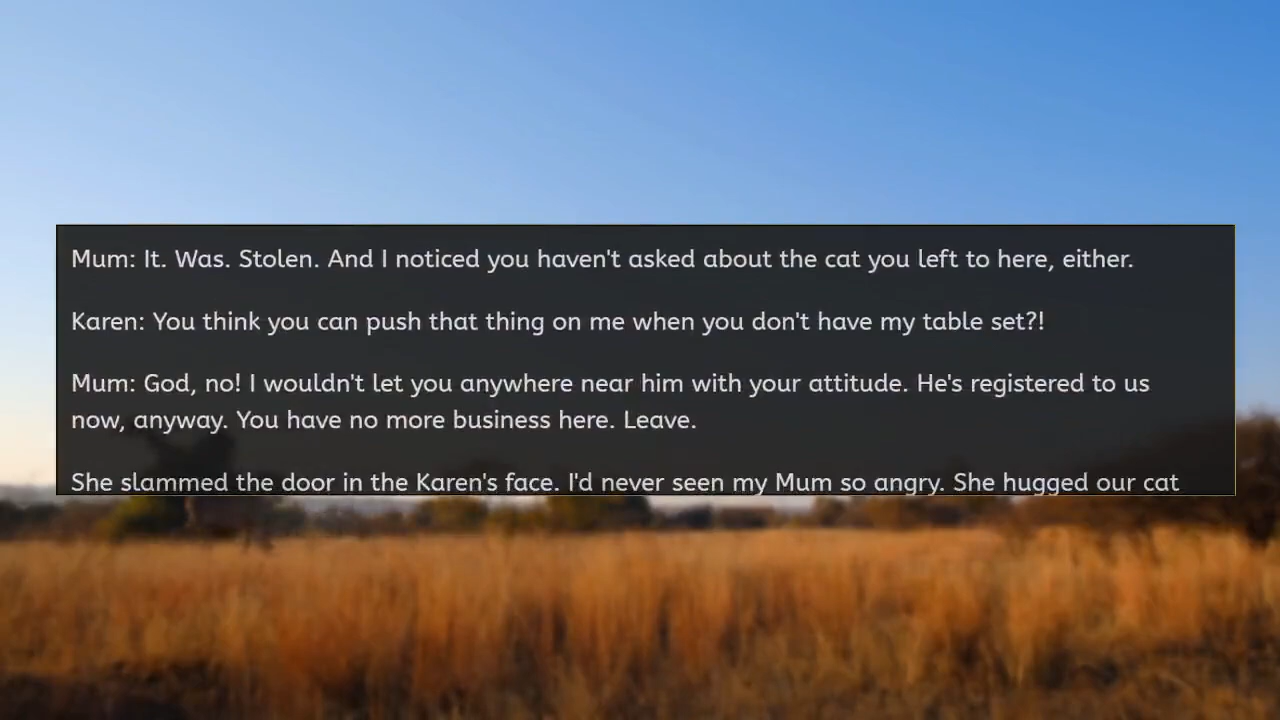 Mum: It. Was. Stolen. And I noticed you haven't asked about the cat you left to here, either.
Karen: You think you can push that thing on me when you don't have my table set?!
Mum: God, no! I wouldn't let you anywhere near him with your attitude. He's registered to us
now, anyway. You have no more business here. Leave.
She slammed the door in the Karen's face. I'd never seen my Mum so angry. She hugged our cat